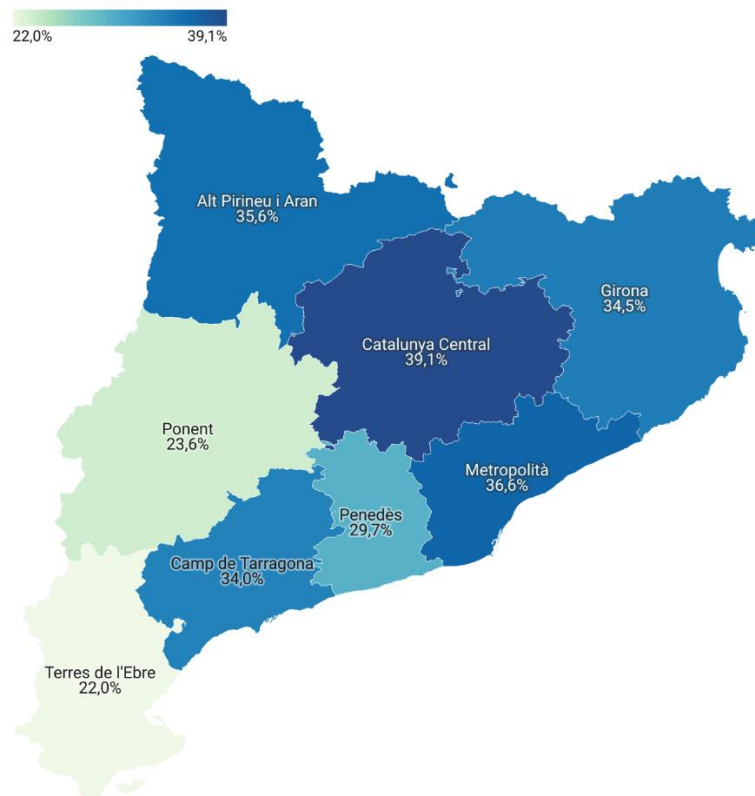 22,0%
39,1%
Alt Pirineu i Aran
35,6%
Girona
34,5%
Catalunya Central
39,1%
Ponent
23,6%
Metropolità
36,6%
Penedès
29,7%
Camp de Tarragona
34,0%
Terres de l'Ebre
22,0%